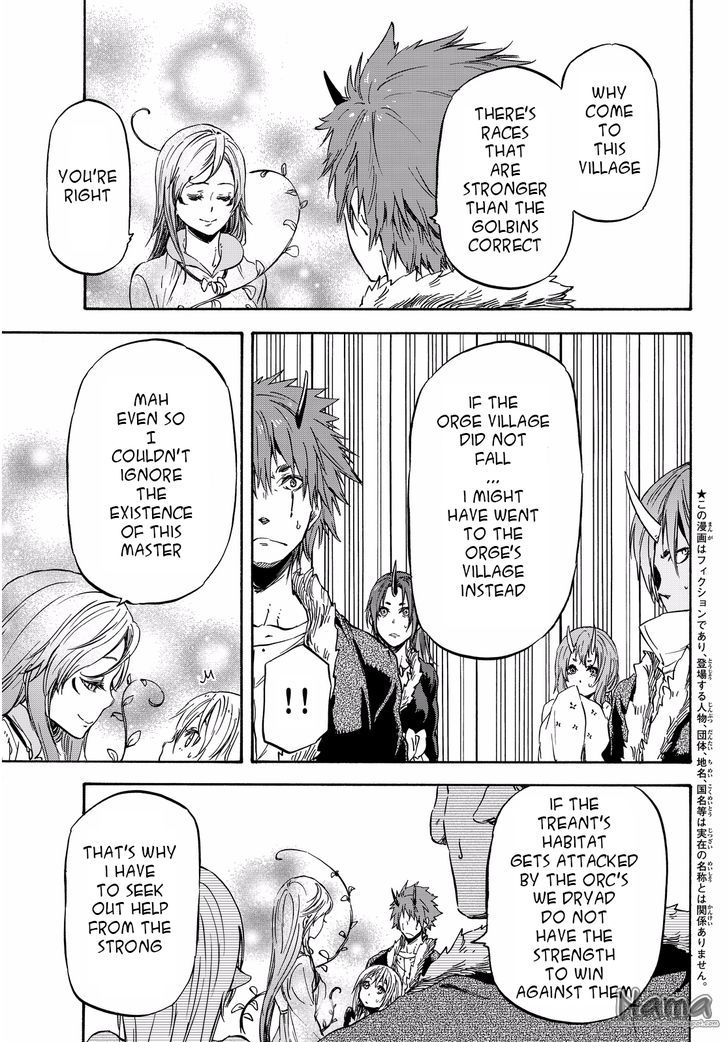 WHY
COME
TO
THIS
VILLAGE
THERE'S
RACES
THAT
ARE
STRONGER
THAN THE
GOLBINS
CORRECT
YOU'RE
RIGHT
IF THE
ORGE VILLAGE
DID NOT
FALL
...
I MIGHT
HAVE WENT
TO THE
ORGE'S
VILLAGE
INSTEAD
!!
MAH
EVEN SO
I
COULDN'T
IGNORE
THE
EXISTENCE
OF THIS
MASTER
IF THE
TREANT'S
HABITAT
GETS ATTACKED
BY THE ORC'S
WE DRYAD
DO NOT
HAVE THE
STRENGTH
TO WIN
AGAINST THEM
THAT'S WHY
I HAVE
TO SEEK
OUT HELP
FROM THE
STRONG
★この漫画はフィクションであり、登場する人物、団体、地名、国名等は実在の名称とは関係ありません。
Nama